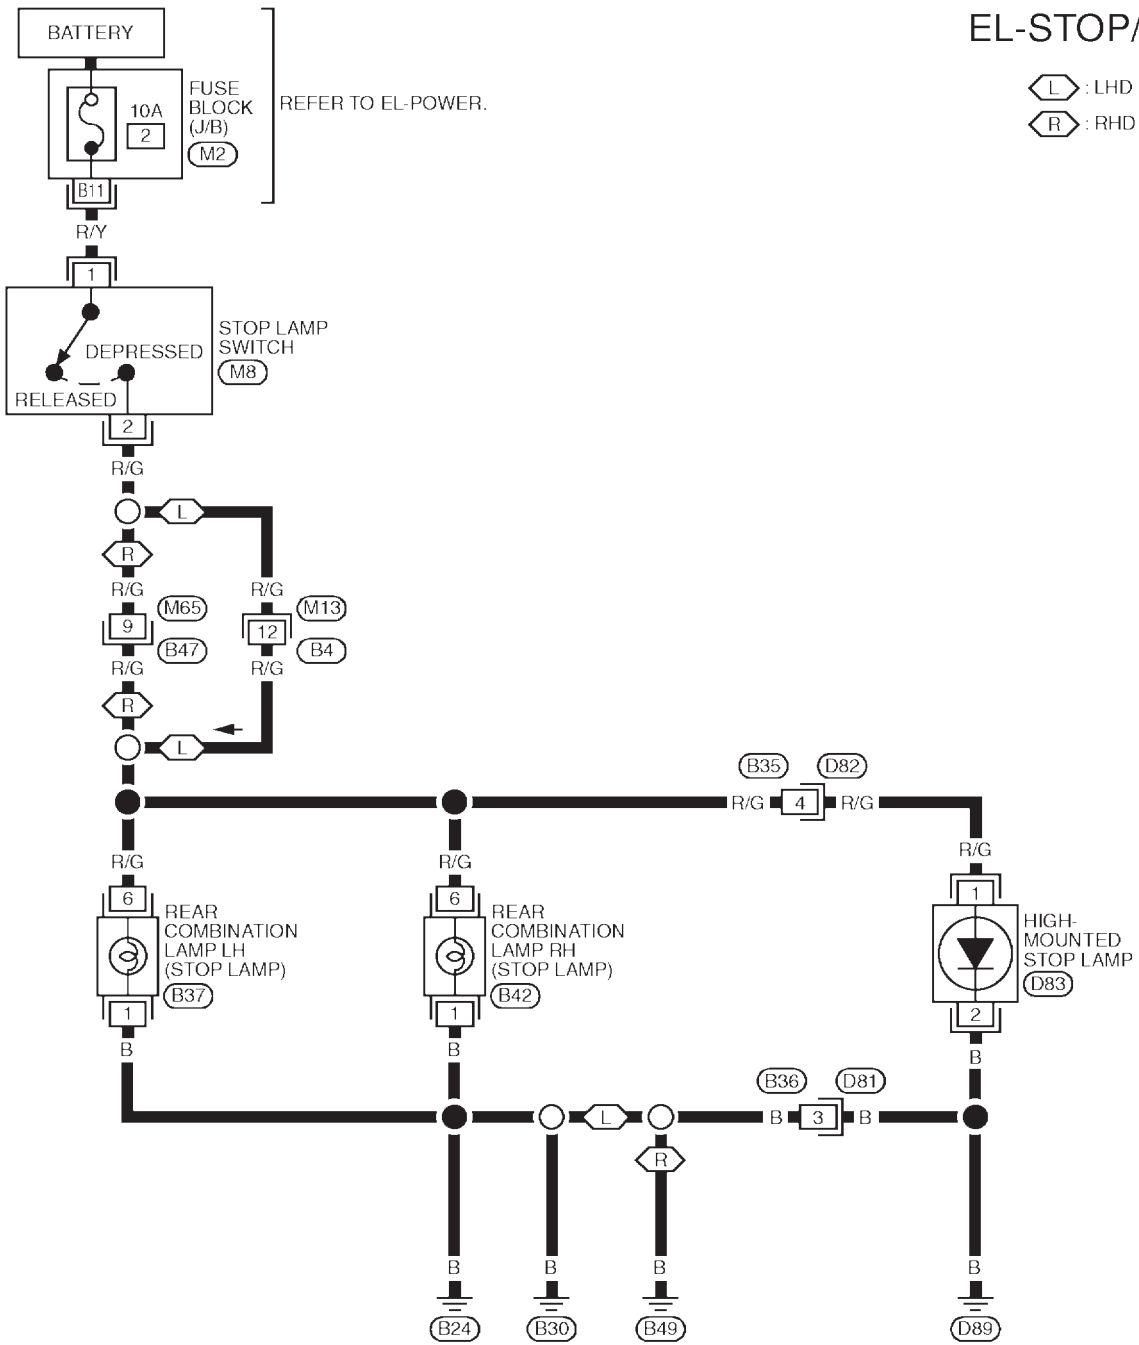 EL-STOP/
BATTERY
FUSE
BLOCK
(J/B)
M2
10A
2
REFER TO EL-POWER.
L : LHD
R : RHD
B11
R/Y
1
STOP LAMP
SWITCH
M8
DEPRESSED
RELEASED
2
R/G
L
R
R/G
R/G
M65
M13
9
12
B47
B4
R/G
R/G
R
L
B35
D82
R/G
4
R/G
R/G
R/G
R/G
6
6
1
REAR
COMBINATION
LAMP LH
(STOP LAMP)
B37
REAR
COMBINATION
LAMP RH
(STOP LAMP)
B42
HIGH-
MOUNTED
STOP LAMP
D83
1
1
2
B
B
B
B36
D81
L
B
3
B
R
B
B
B
B
B24
B30
B49
D89